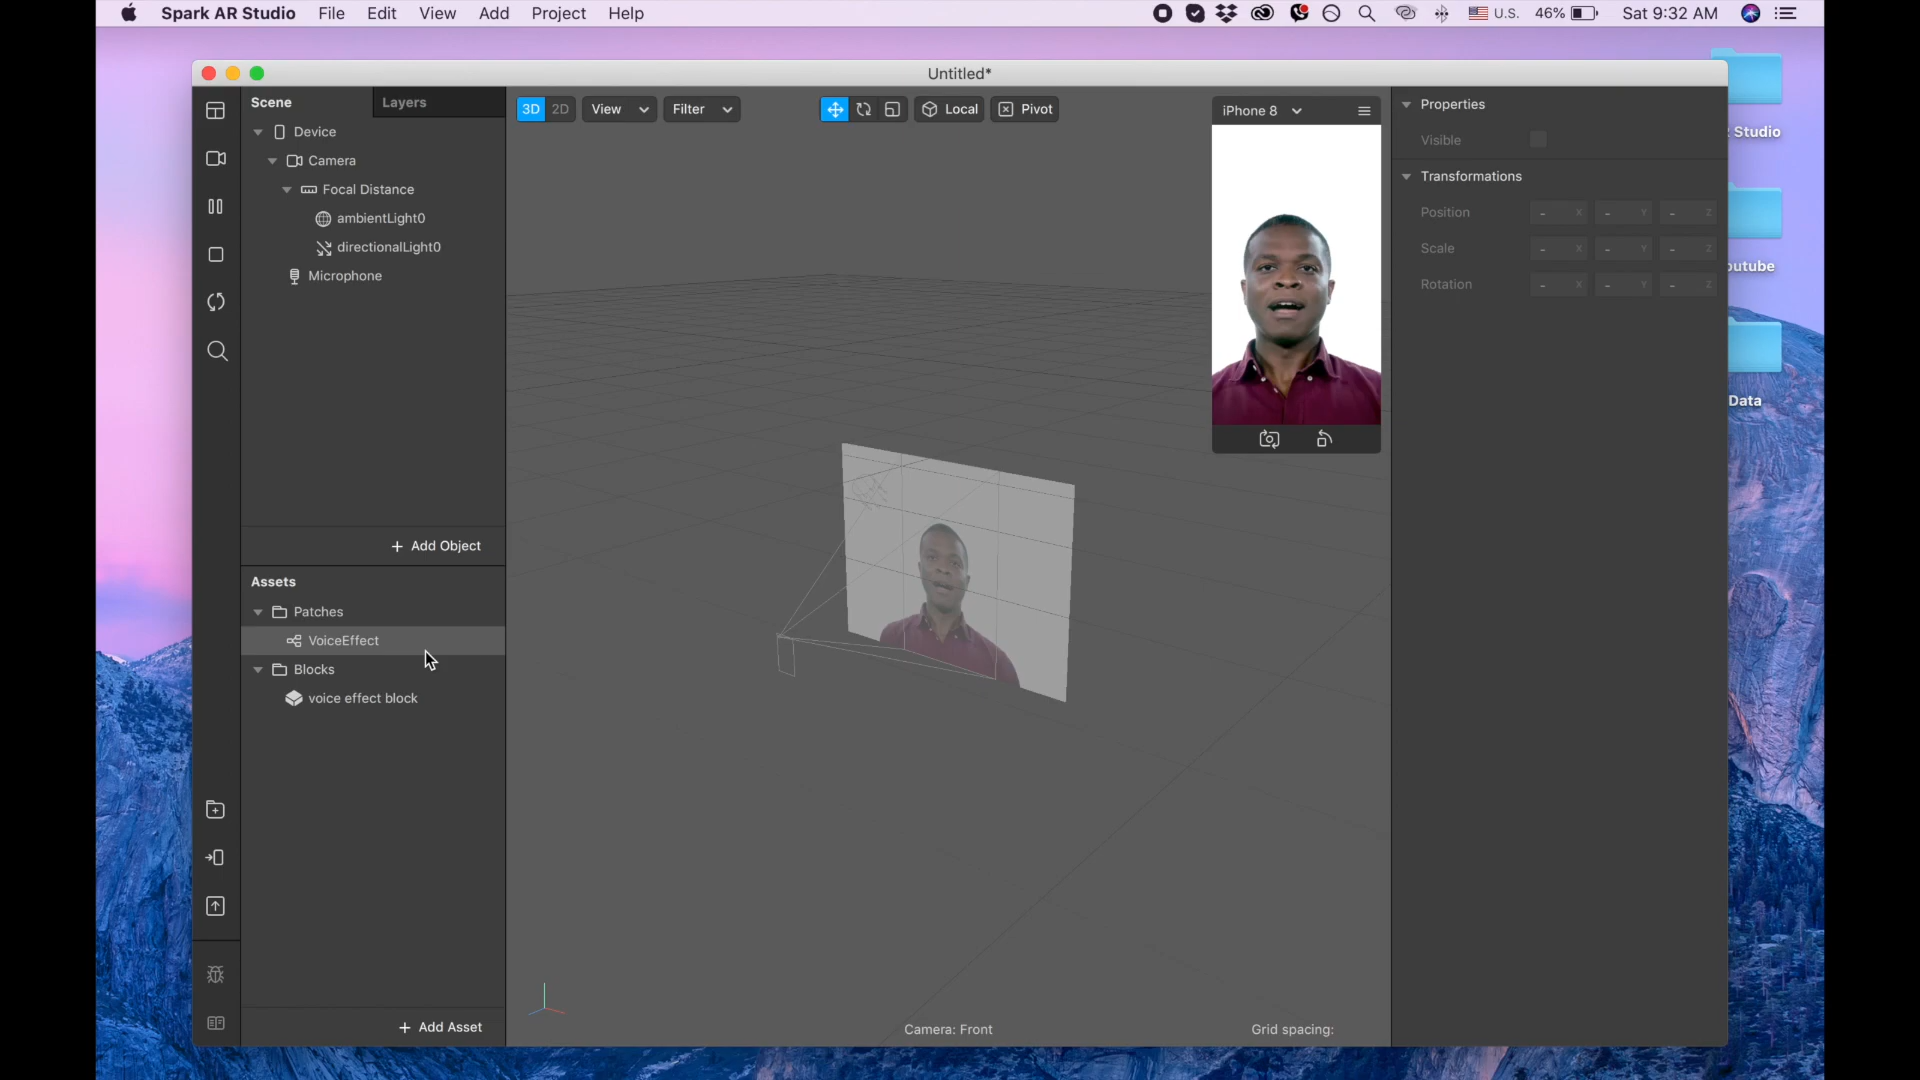 Spark AR Studio File Edit View Add Project Help U.S. 46% Sat 9:32 AM
Untitled*
Scene Layers
Device
Camera
Focal Distance
ambientLight0
directionalLight0
Microphone
+ Add Object
Assets
Patches
VoiceEffect
Blocks
voice effect block
+ Add Asset
3D 2D View Filter Local Pivot
iPhone 8
Camera: Front
Grid spacing:
Properties
Visible
Transformations
Position - X - Y - Z
Scale - X - Y - Z
Rotation - X - Y - Z
Studio
outube
Data